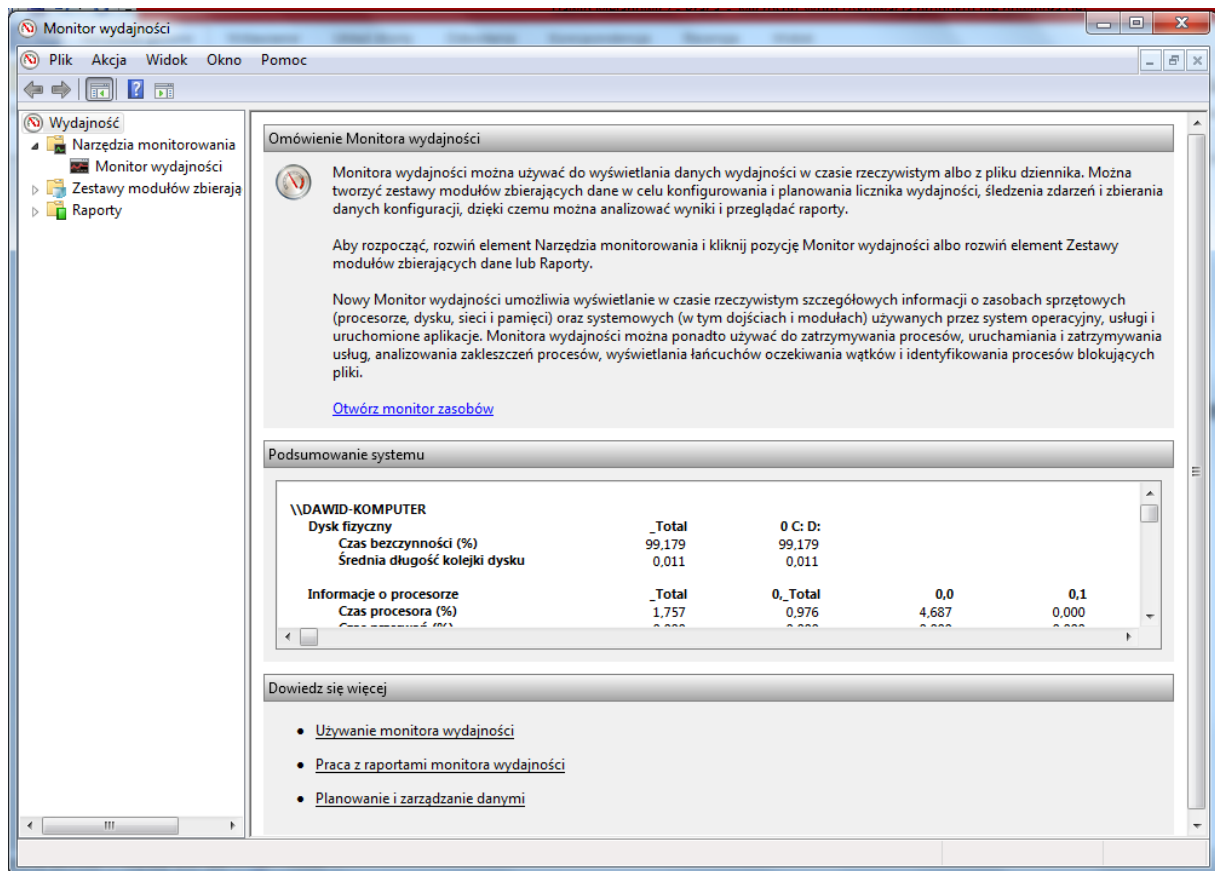 Monitor wydajności
Plik Akcja Widok Okno Pomoc
Wydajność
Narzędzia monitorowania
Monitor wydajności
Zestawy modułów zbierają
Raporty
Omówienie Monitora wydajności
Monitora wydajności można używać do wyświetlania danych wydajności w czasie rzeczywistym albo z pliku dziennika. Można
tworzyć zestawy modułów zbierających dane w celu konfigurowania i planowania licznika wydajności, śledzenia zdarzeń i zbierania
danych konfiguracji, dzięki czemu można analizować wyniki i przeglądać raporty.
Aby rozpocząć, rozwiń element Narzędzia monitorowania i kliknij pozycję Monitor wydajności albo rozwiń element Zestawy
modułów zbierających dane lub Raporty.
Nowy Monitor wydajności umożliwia wyświetlanie w czasie rzeczywistym szczegółowych informacji o zasobach sprzętowych
(procesorze, dysku, sieci i pamięci) oraz systemowych (w tym dojściach i modułach) używanych przez system operacyjny, usługi i
uruchomione aplikacje. Monitora wydajności można ponadto używać do zatrzymywania procesów, uruchamiania i zatrzymywania
usług, analizowania zakleszczeń procesów, wyświetlania łańcuchów oczekiwania wątków i identyfikowania procesów blokujących
pliki.
Otwórz monitor zasobów
Podsumowanie systemu
\\DAWID-KOMPUTER
Dysk fizyczny _Total 0 C: D:
Czas bezczynności (%) 99,179 99,179
Średnia długość kolejki dysku 0,011 0,011
Informacje o procesorze _Total 0,_Total 0,0 0,1
Czas procesora (%) 1,757 0,976 4,687 0,000
Dowiedz się więcej
• Używanie monitora wydajności
• Praca z raportami monitora wydajności
• Planowanie i zarządzanie danymi